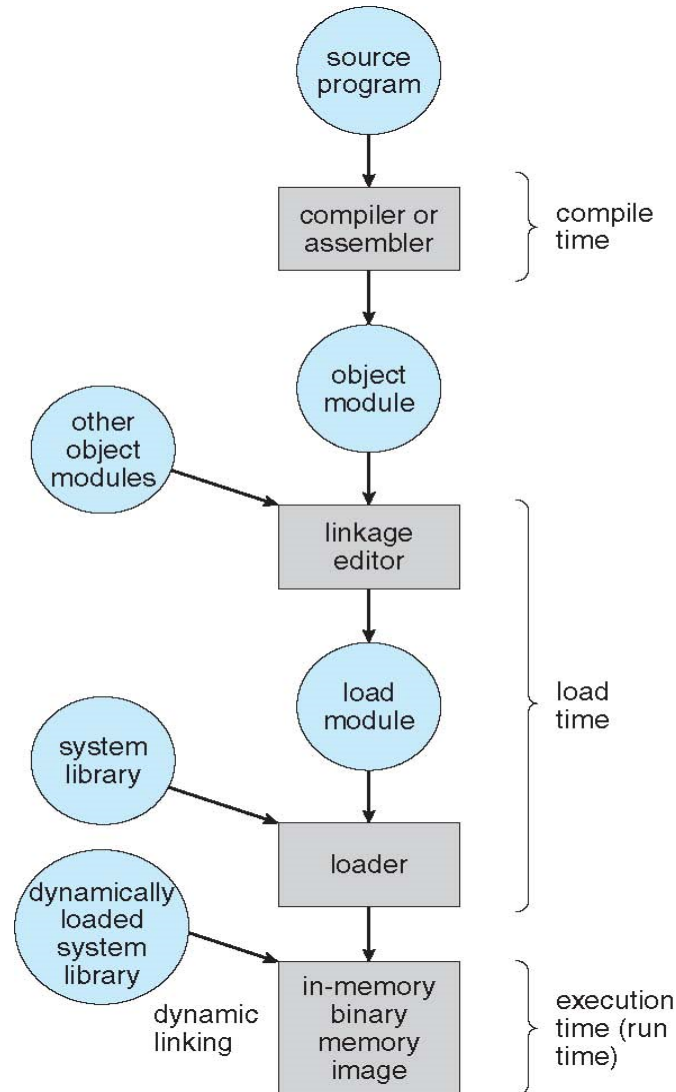 source
program
compiler or
assembler
compile
time
object
module
other
object
modules
linkage
editor
load
module
load
time
system
library
loader
dynamically
loaded
system
library
dynamic
linking
in-memory
binary
memory
image
execution
time (run
time)